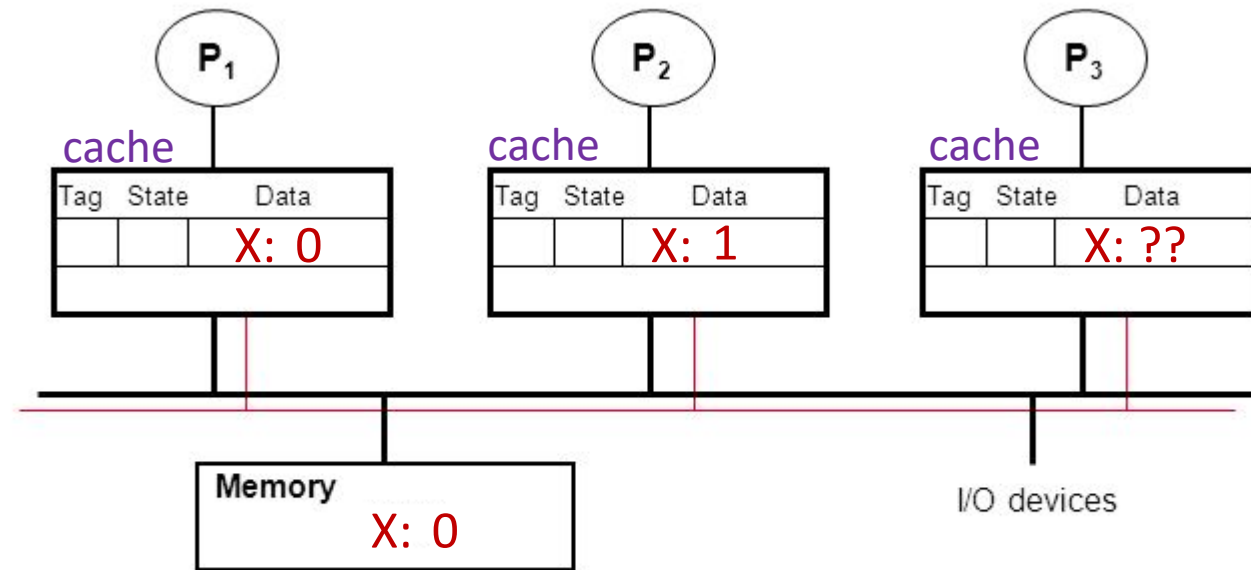 P1 P2 P3
cache cache cache
Tag State Data Tag State Data Tag State Data
X: 0 X: 1 X: ??
Memory
I/O devices
X: 0